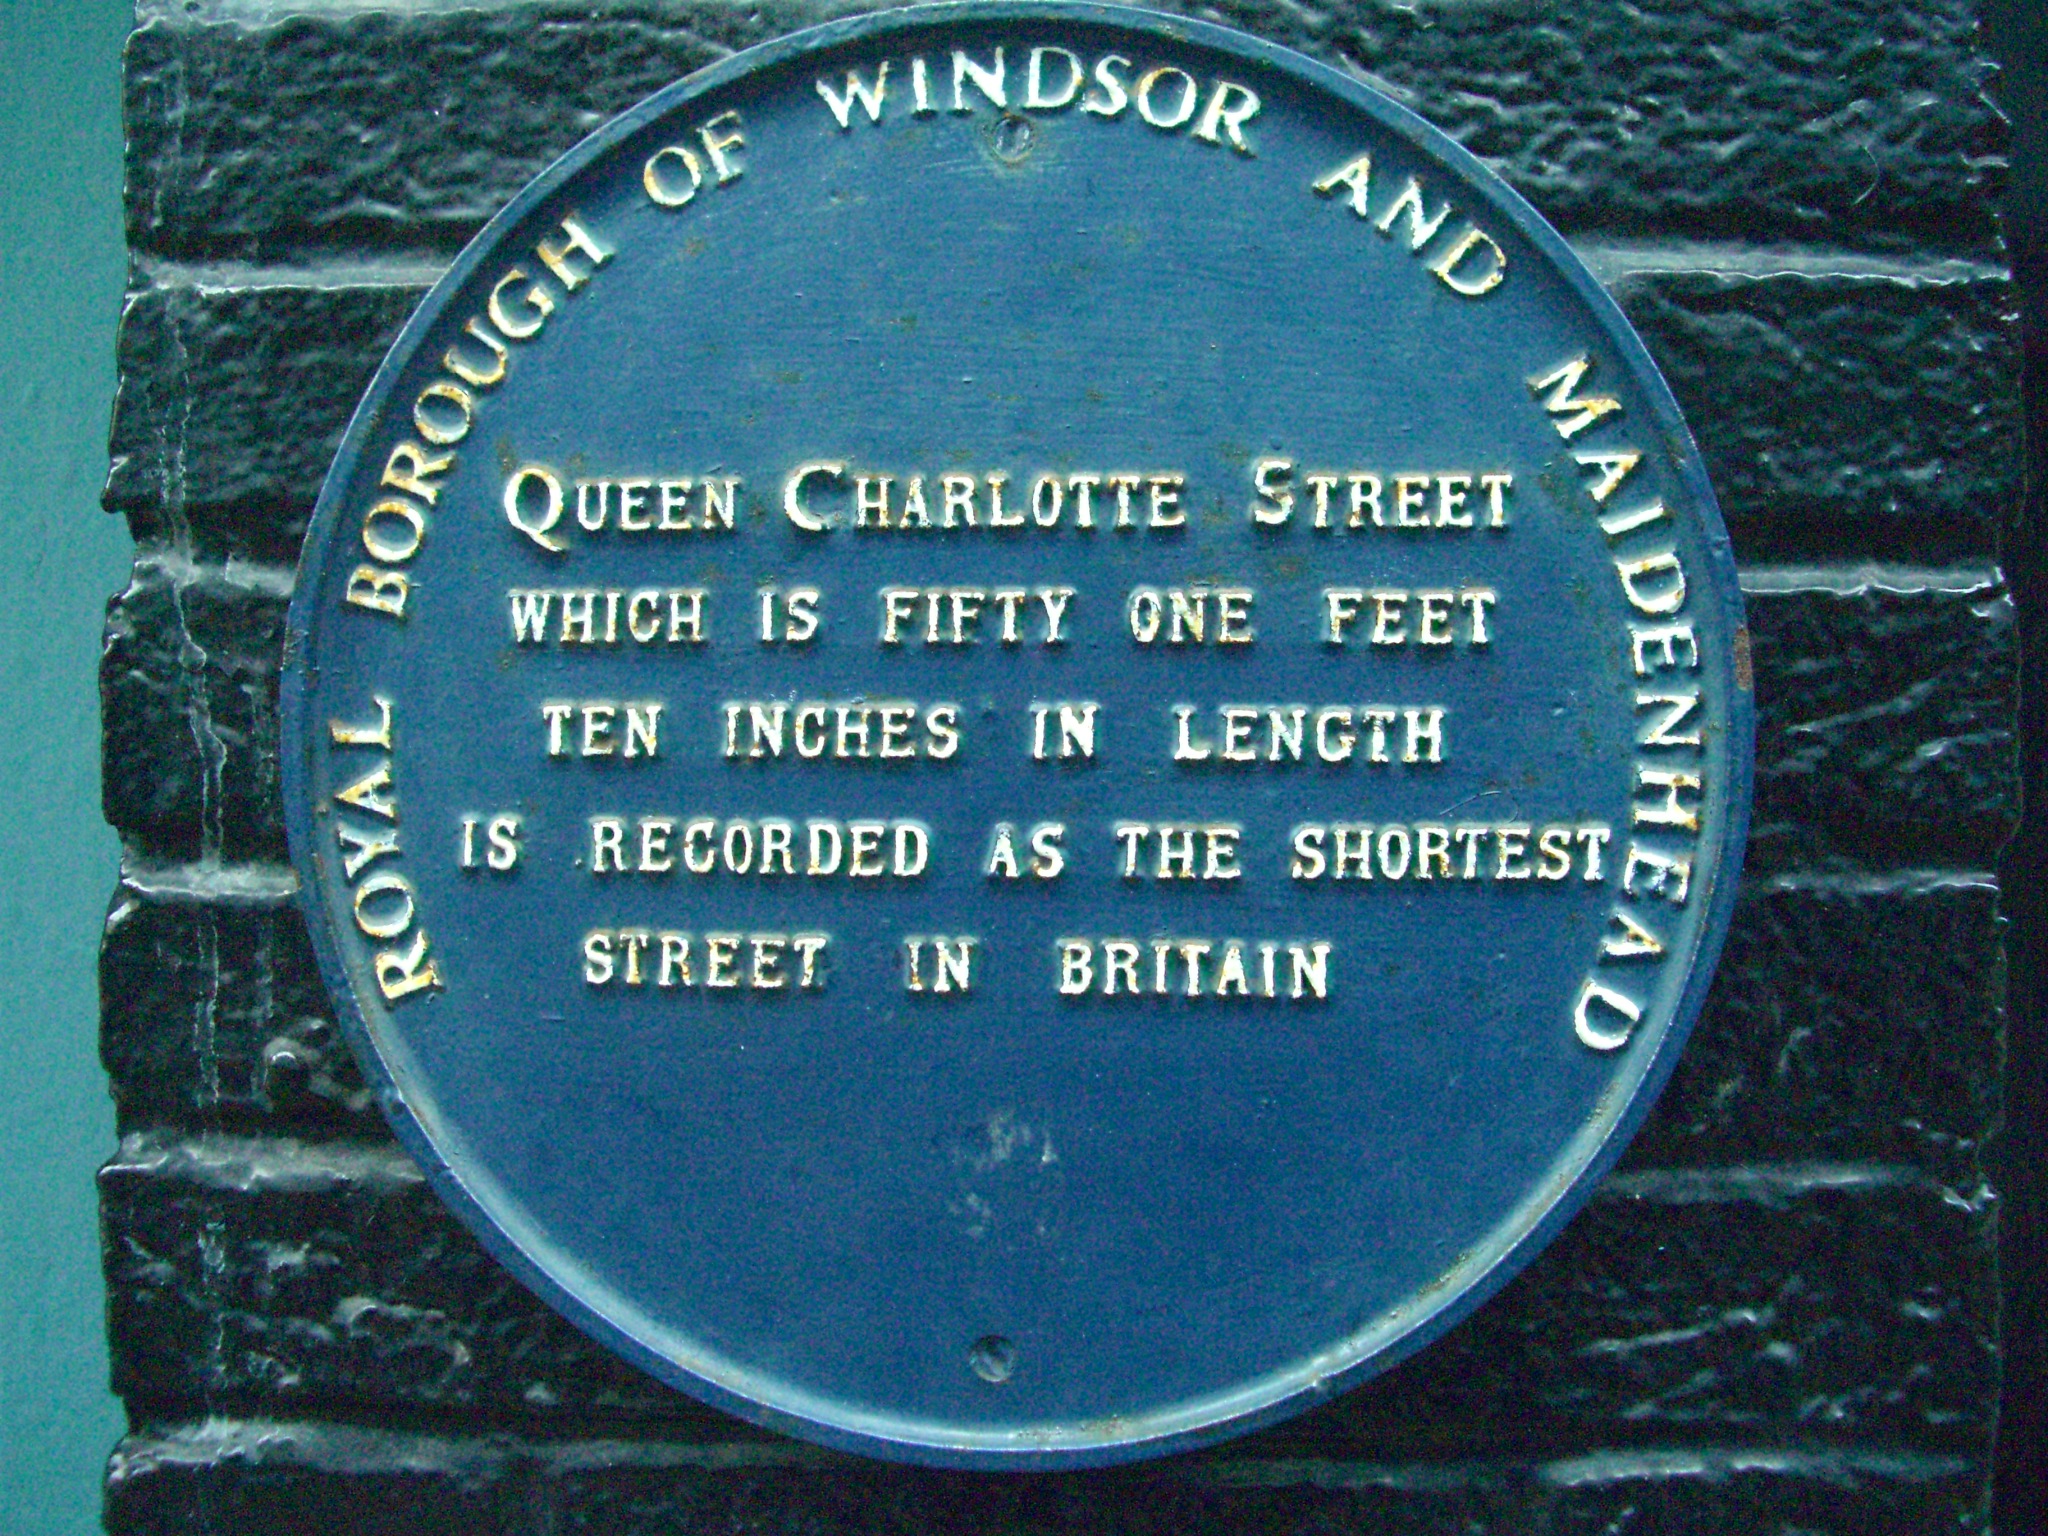 ROYAL BOROUGH OF WINDSOR AND MAIDENHEAD
QUEEN CHARLOTTE STREET
WHICH IS FIFTY ONE FEET
TEN INCHES IN LENGTH
IS RECORDED AS THE SHORTEST
STREET IN BRITAIN